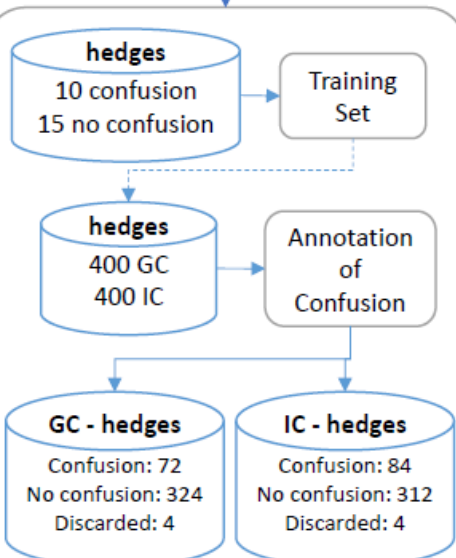 hedges
10 confusion
15 no confusion
Training
Set
hedges
400 GC
400 IC
Annotation
of
Confusion
GC - hedges
Confusion: 72
No confusion: 324
Discarded: 4
IC - hedges
Confusion: 84
No confusion: 312
Discarded: 4